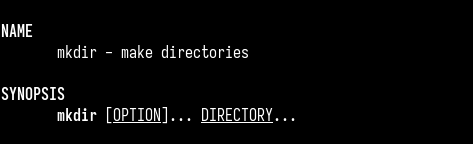 NAME
mkdir - make directories
SYNOPSIS
mkdir [OPTION]... DIRECTORY...